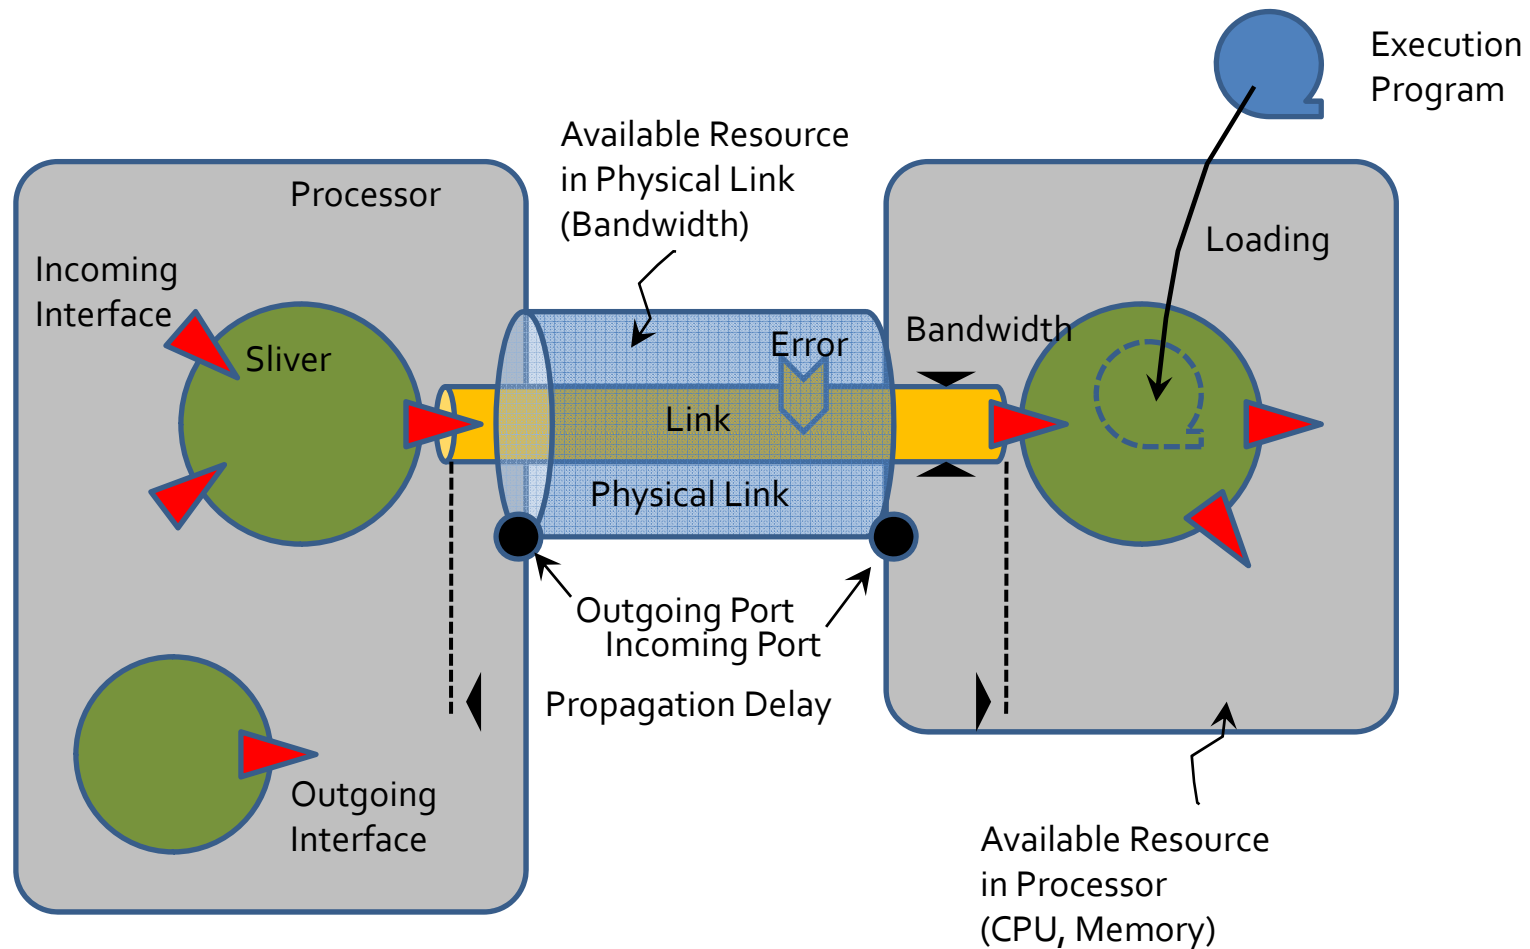 Execution
Program
Available Resource
in Physical Link
(Bandwidth)
Processor
Loading
Incoming
Interface
Bandwidth
Error
Sliver
Link
Physical Link
Outgoing Port
Incoming Port
Propagation Delay
Outgoing
Interface
Available Resource
in Processor
(CPU, Memory)